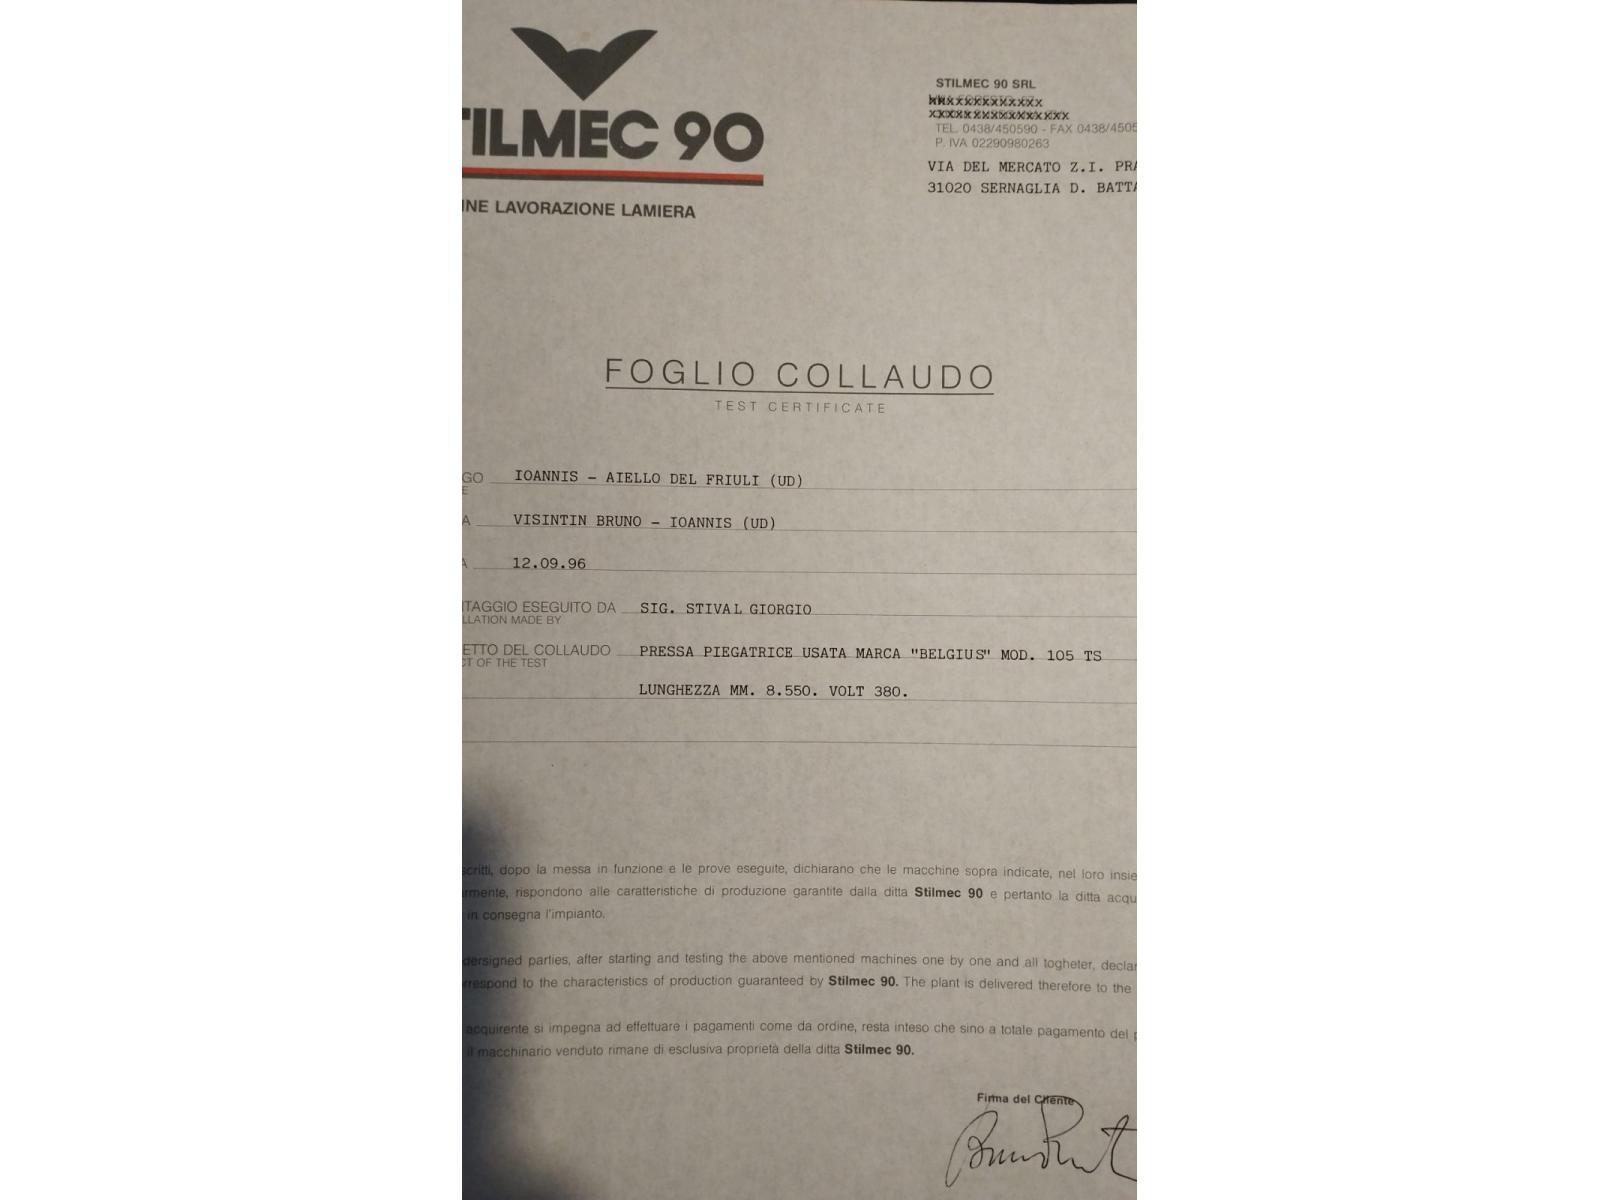 TILMEC 90
INE LAVORAZIONE LAMIERA
STILMEC 90 SRL
TEL. 0438/450590 - FAX 0438/4505
P. IVA 02290980263
VIA DEL MERCATO Z.I. PRA
31020 SERNAGLIA D. BATTA
FOGLIO COLLAUDO
TEST CERTIFICATE
GO IOANNIS - AIELLO DEL FRIULI (UD)
E
A VISINTIN BRUNO - IOANNIS (UD)
A 12.09.96
TAGGIO ESEGUITO DA SIG. STIVAL GIORGIO
LLATION MADE BY
ETTO DEL COLLAUDO PRESSA PIEGATRICE USATA MARCA "BELGIUS" MOD. 105 TS
CT OF THE TEST
LUNGHEZZA MM. 8.550. VOLT 380.
scritti, dopo la messa in funzione e le prove eseguite, dichiarano che le macchine sopra indicate, nel loro insie
rmente, rispondono alle caratteristiche di produzione garantite dalla ditta Stilmec 90 e pertanto la ditta acqu
in consegna l'impianto.
dersigned parties, after starting and testing the above mentioned machines one by one and all togheter, declar
rrespond to the characteristics of production guaranteed by Stilmec 90. The plant is delivered therefore to the
acquirente si impegna ad effettuare i pagamenti come da ordine, resta inteso che sino a totale pagamento del p
il macchinario venduto rimane di esclusiva proprietà della ditta Stilmec 90.
Firma del Cliente